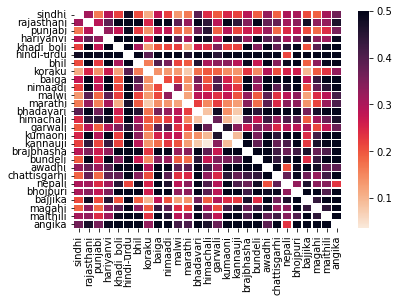 sindhi
rajasthani
punjabi
hariyanvi
khadi_boli
hindi-urdu
bhil
koraku
baiga
nimaadi
malwi
marathi
bhadavari
himachali
garwali
kumaoni
kannauji
brajbhasha
bundeli
awadhi
chattisgarhi
nepali
bhojpuri
bajjika
magahi
maithili
angika
sindhi
rajasthani
punjabi
hariyanvi
khadi_boli
hindi-urdu
bhil
koraku
baiga
nimaadi
malwi
marathi
bhadavari
himachali
garwali
kumaoni
kannauji
brajbhasha
bundeli
awadhi
chattisgarhi
nepali
bhojpuri
bajjika
magahi
maithili
angika
0.5
0.4
0.3
0.2
0.1